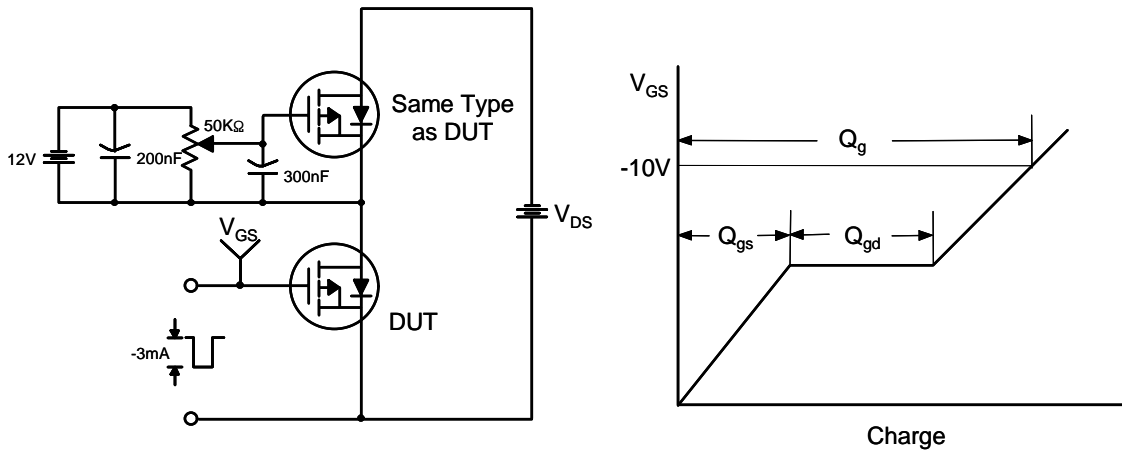 12V
200nF
50KΩ
300nF
Same Type
as DUT
V_DS
V_GS
DUT
-3mA
V_GS
-10V
Q_g
Q_gs
Q_gd
Charge